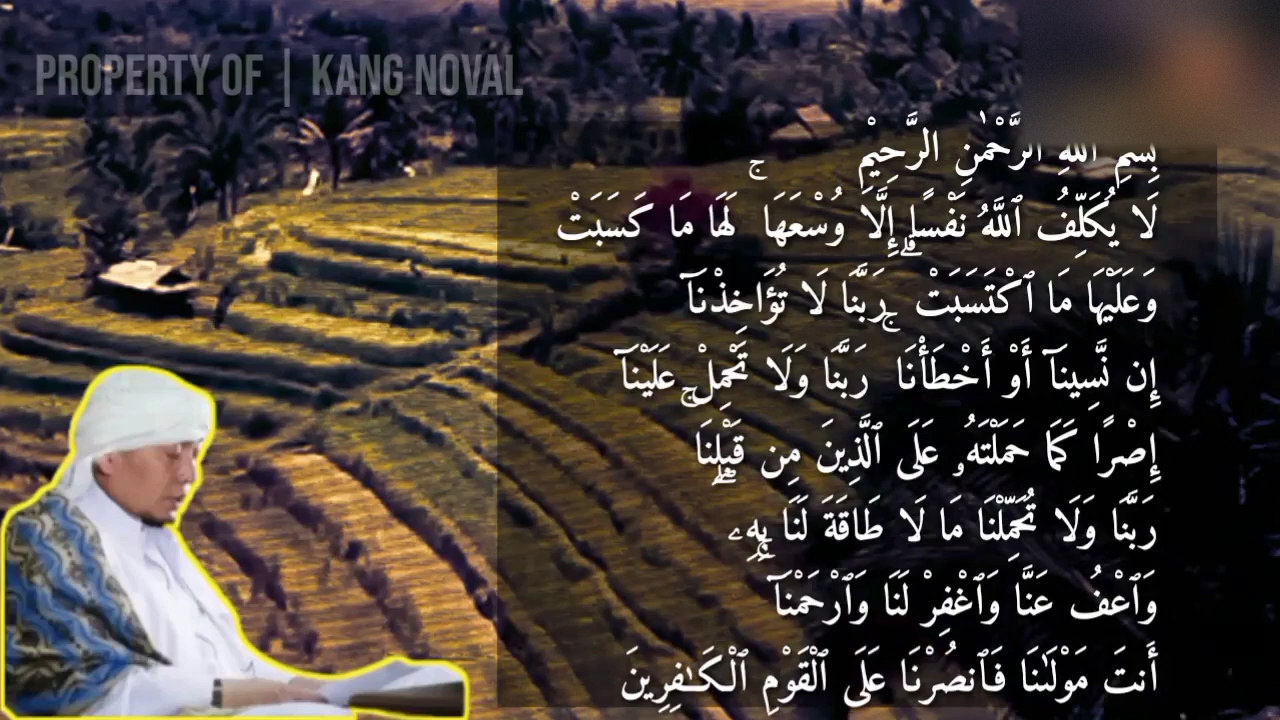 PROPERTY OF | KANG NOVAL
بِسْمِ اللهِ الرَّحْمٰنِ الرَّحِيْمِ
لَا يُكَلِّفُ ٱللَّهُ نَفْسًا إِلَّا وُسْعَهَا ۚ لَهَا مَا كَسَبَتْ
وَعَلَيْهَا مَا ٱكْتَسَبَتْ ۗ رَبَّنَا لَا تُؤَاخِذْنَآ
إِن نَّسِينَآ أَوْ أَخْطَأْنَا ۚ رَبَّنَا وَلَا تَحْمِلْ عَلَيْنَآ
إِصْرًا كَمَا حَمَلْتَهُۥ عَلَى ٱلَّذِينَ مِن قَبْلِنَا ۚ
رَبَّنَا وَلَا تُحَمِّلْنَا مَا لَا طَاقَةَ لَنَا بِهِۦ ۖ
وَٱعْفُ عَنَّا وَٱغْفِرْ لَنَا وَٱرْحَمْنَآ ۚ
أَنتَ مَوْلَىٰنَا فَٱنصُرْنَا عَلَى ٱلْقَوْمِ ٱلْكَـٰفِرِينَ